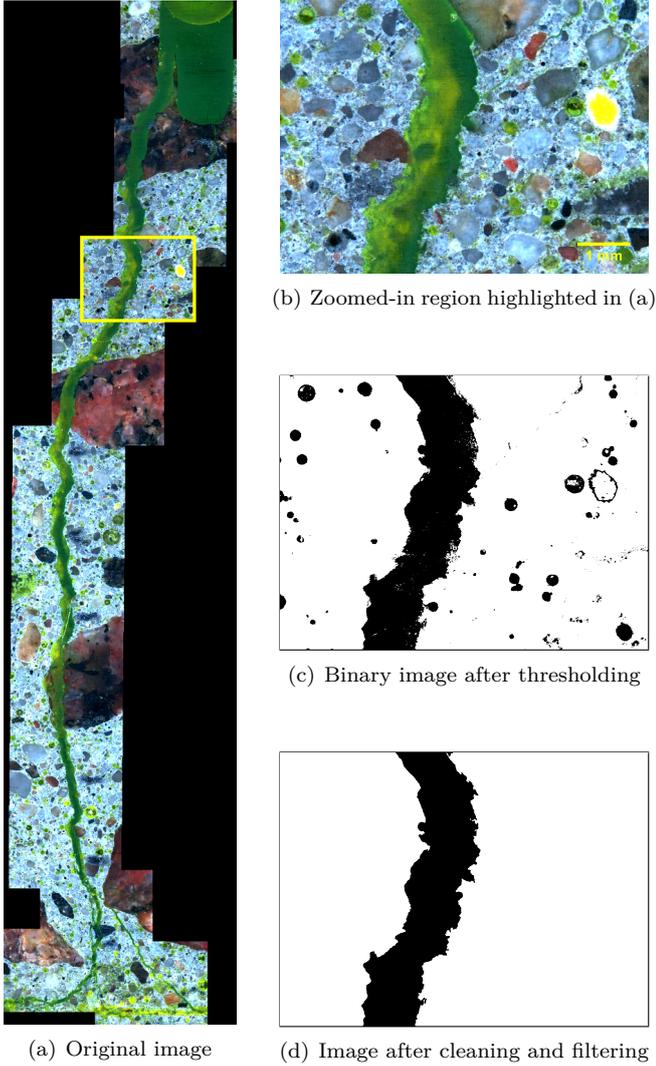 1 mm
(b) Zoomed-in region highlighted in (a)
(c) Binary image after thresholding
(a) Original image
(d) Image after cleaning and filtering